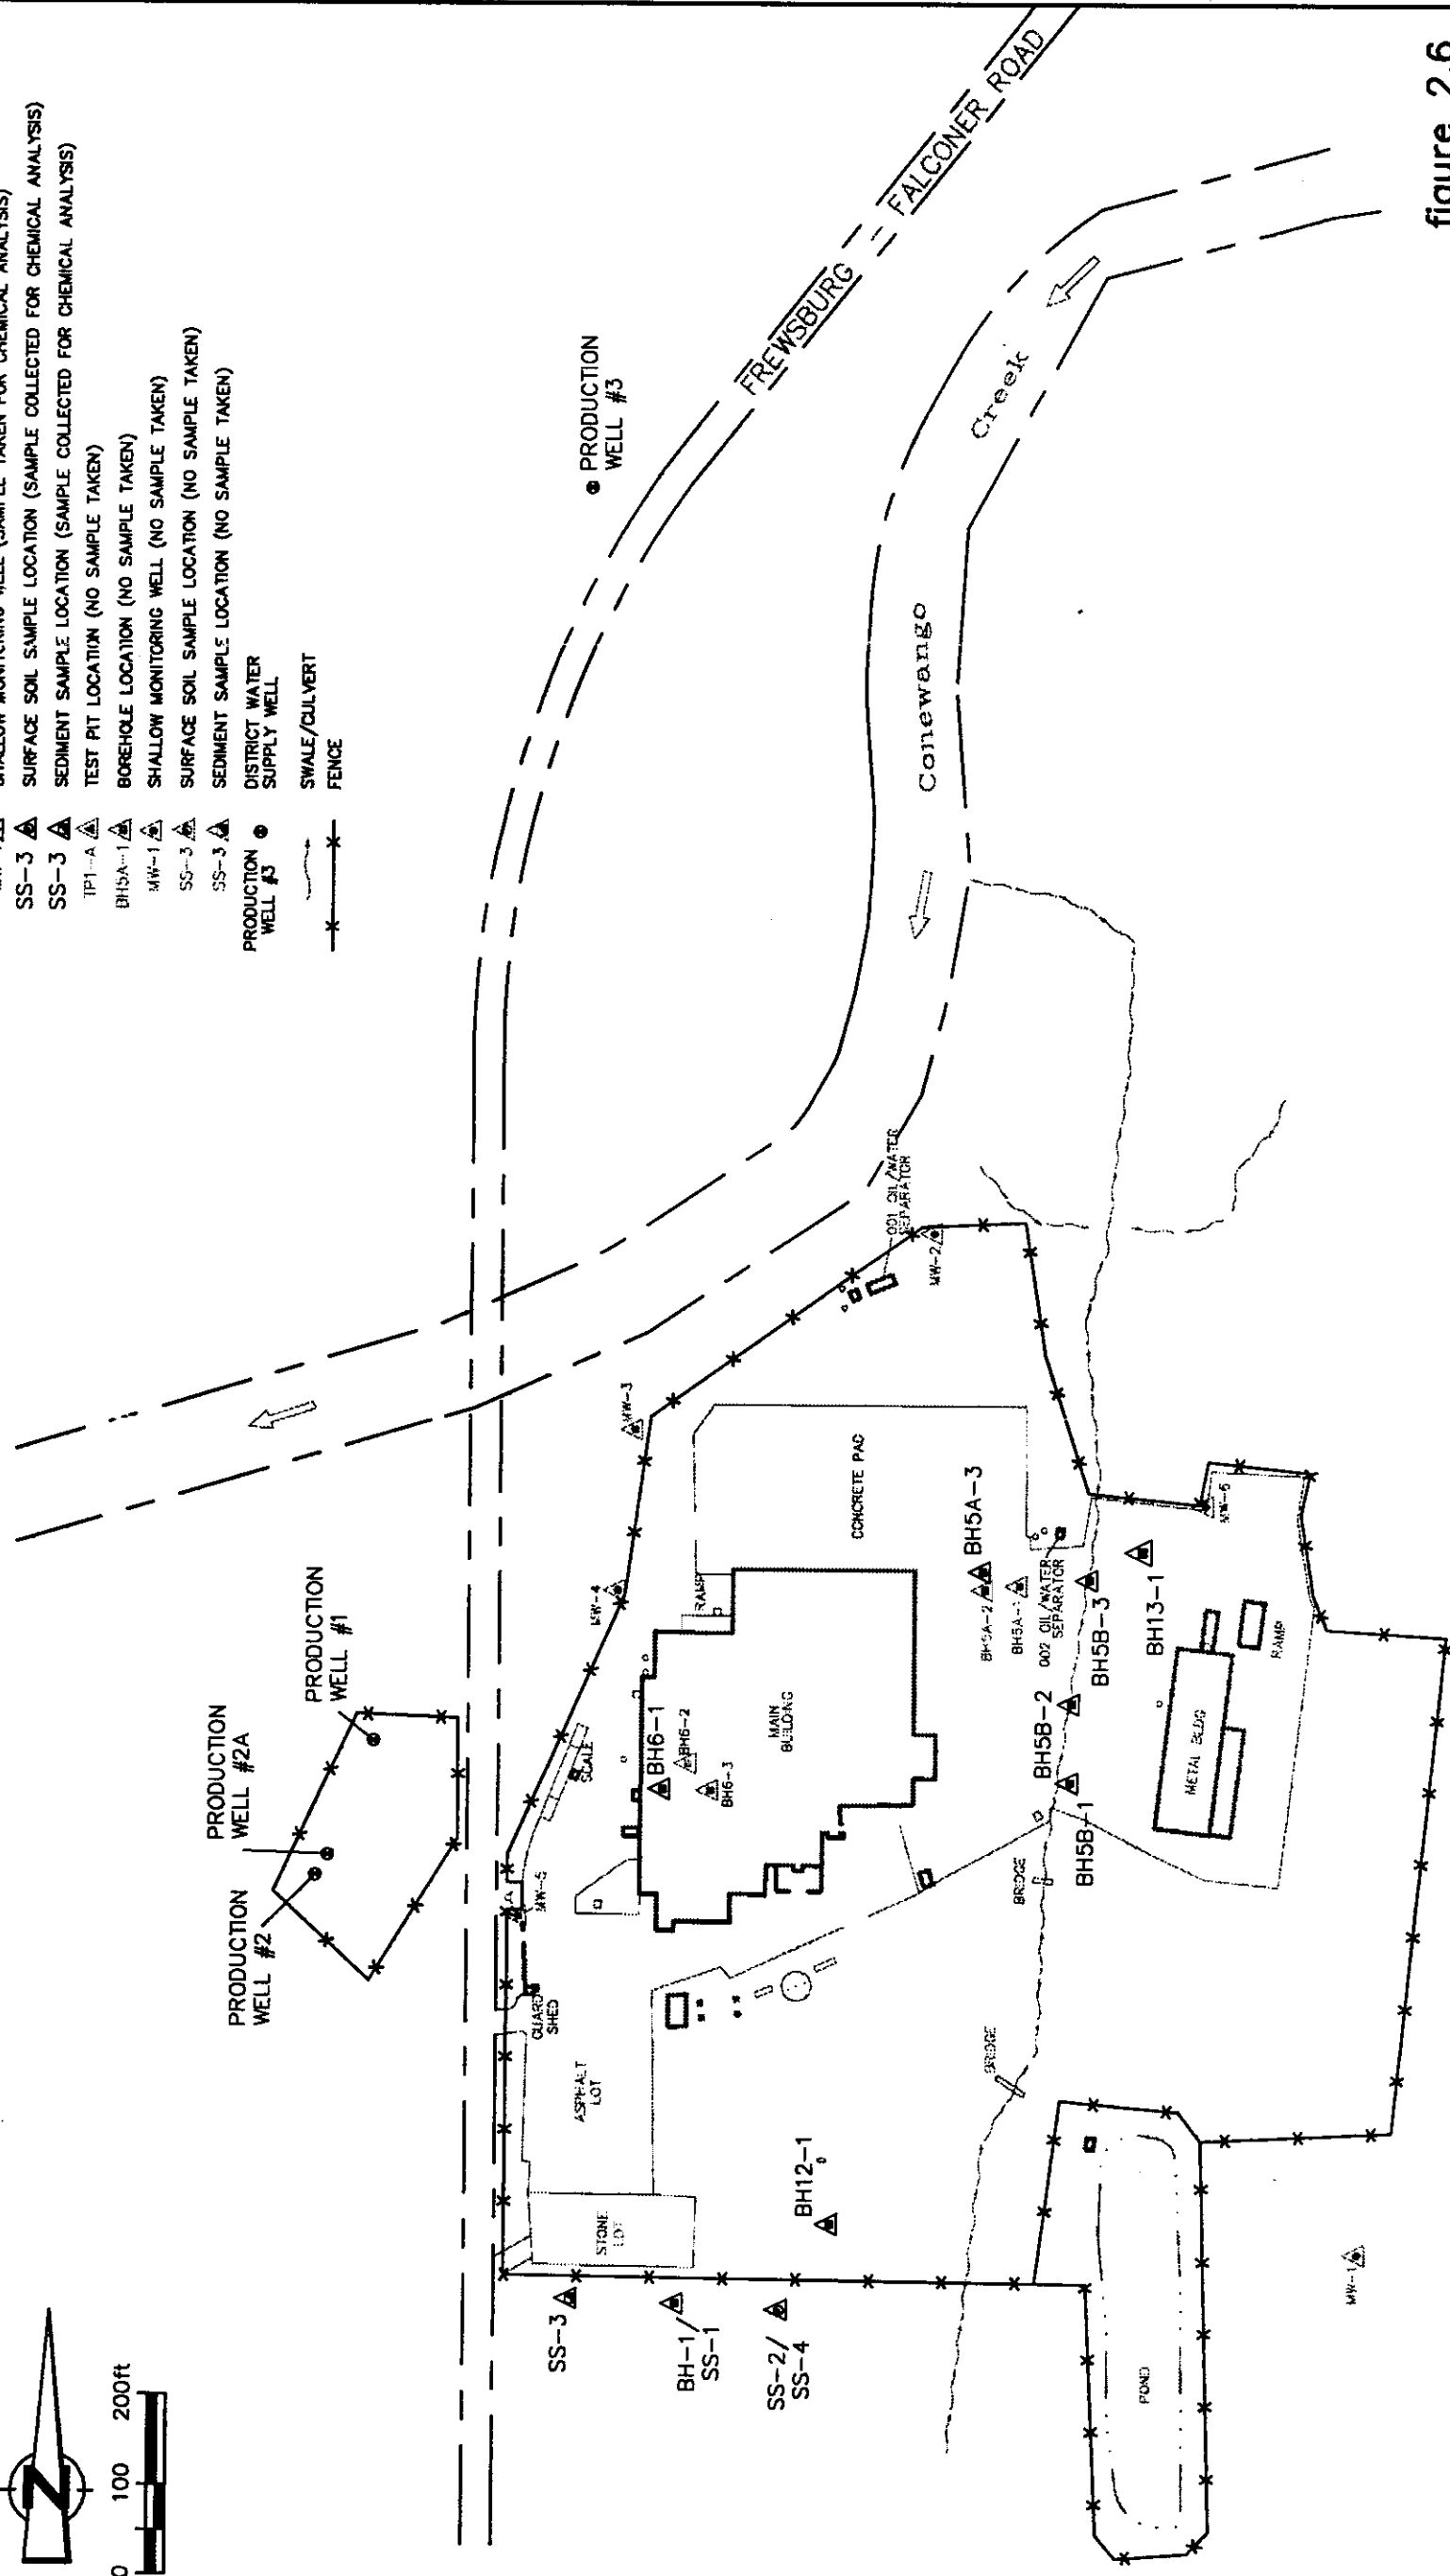 SHALLOW MONITORING WELL (SAMPLE TAKEN FOR CHEMICAL ANALYSIS)
SS-3 SURFACE SOIL SAMPLE LOCATION (SAMPLE COLLECTED FOR CHEMICAL ANALYSIS)
SS-3 SEDIMENT SAMPLE LOCATION (SAMPLE COLLECTED FOR CHEMICAL ANALYSIS)
TP1-A TEST PIT LOCATION (NO SAMPLE TAKEN)
BH5A-1 BOREHOLE LOCATION (NO SAMPLE TAKEN)
MW-1 SHALLOW MONITORING WELL (NO SAMPLE TAKEN)
SS-3 SURFACE SOIL SAMPLE LOCATION (NO SAMPLE TAKEN)
SS-3 SEDIMENT SAMPLE LOCATION (NO SAMPLE TAKEN)
PRODUCTION WELL #3 DISTRICT WATER
SUPPLY WELL
SWALE/CULVERT
FENCE
N
0 100 200ft
PRODUCTION
WELL #2
PRODUCTION
WELL #2A
PRODUCTION
WELL #1
PRODUCTION
WELL #3
FREWSBURG - FALCONER ROAD
Conewango
Creek
GUARD
SHED
MW-5
SCALE
MW-4
MW-3
ASPHALT
LOT
STONE
LOT
RAMP
BH6-1
BH6-2
BH6-3
MAIN
BUILDING
CONCRETE PAD
001 OIL/WATER
SEPARATOR
MW-2
SS-3
BH-1/
SS-1
SS-2/
SS-4
BH12-1
BH5A-3
BH5A-2
BH5A-1
002 OIL/WATER
SEPARATOR
BRIDGE
BRIDGE
BH5B-1
BH5B-2
BH5B-3
BH13-1
MW-6
METAL BLDG
RAMP
POND
MW-1
figure 2.6